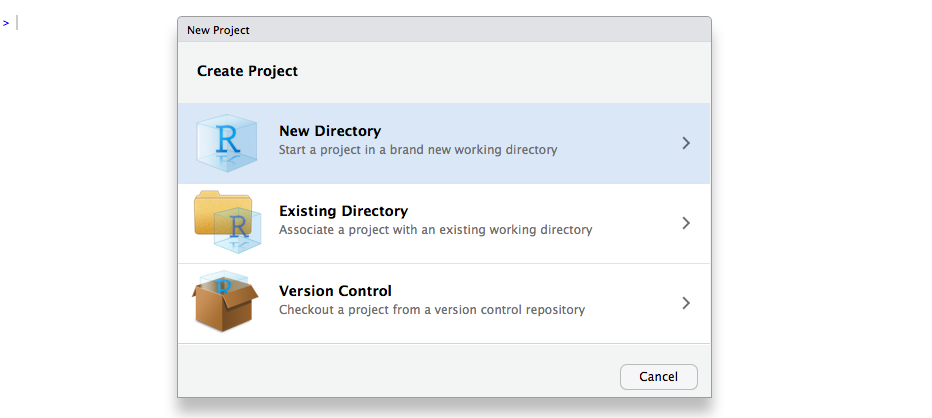 >
New Project
Create Project
R
New Directory
Start a project in a brand new working directory
R
Existing Directory
Associate a project with an existing working directory
R
Version Control
Checkout a project from a version control repository
Cancel